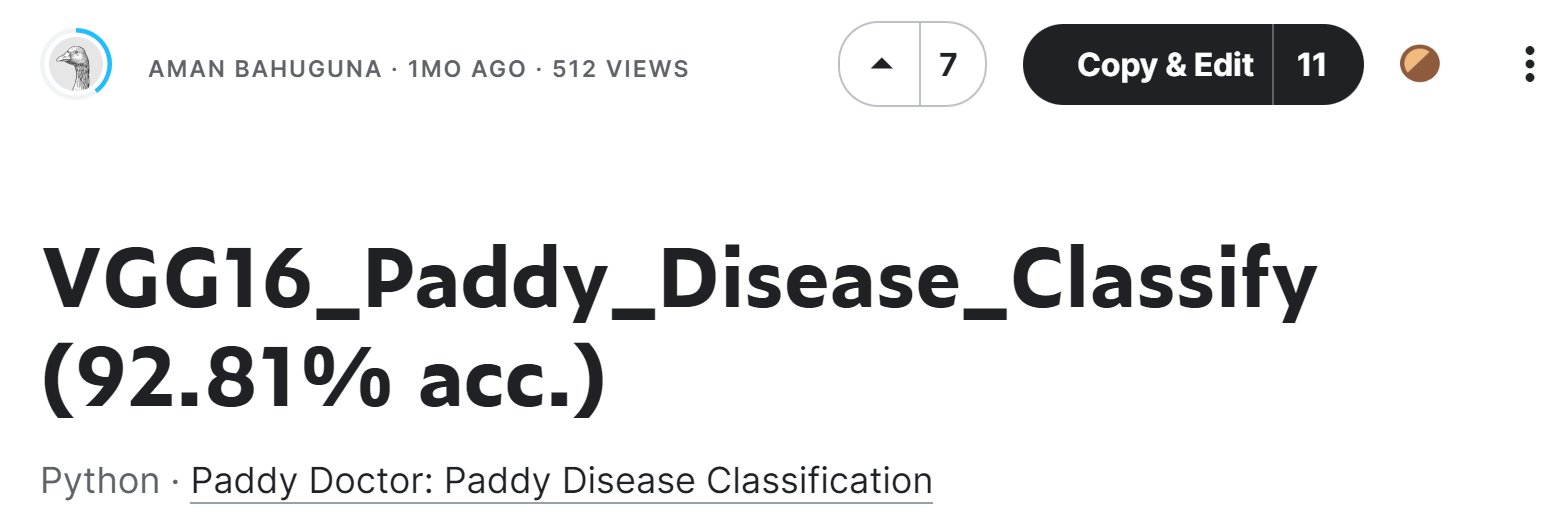 AMAN BAHUGUNA · 1MO AGO · 512 VIEWS
7
Copy & Edit 11
VGG16_Paddy_Disease_Classify
(92.81% acc.)
Python · Paddy Doctor: Paddy Disease Classification